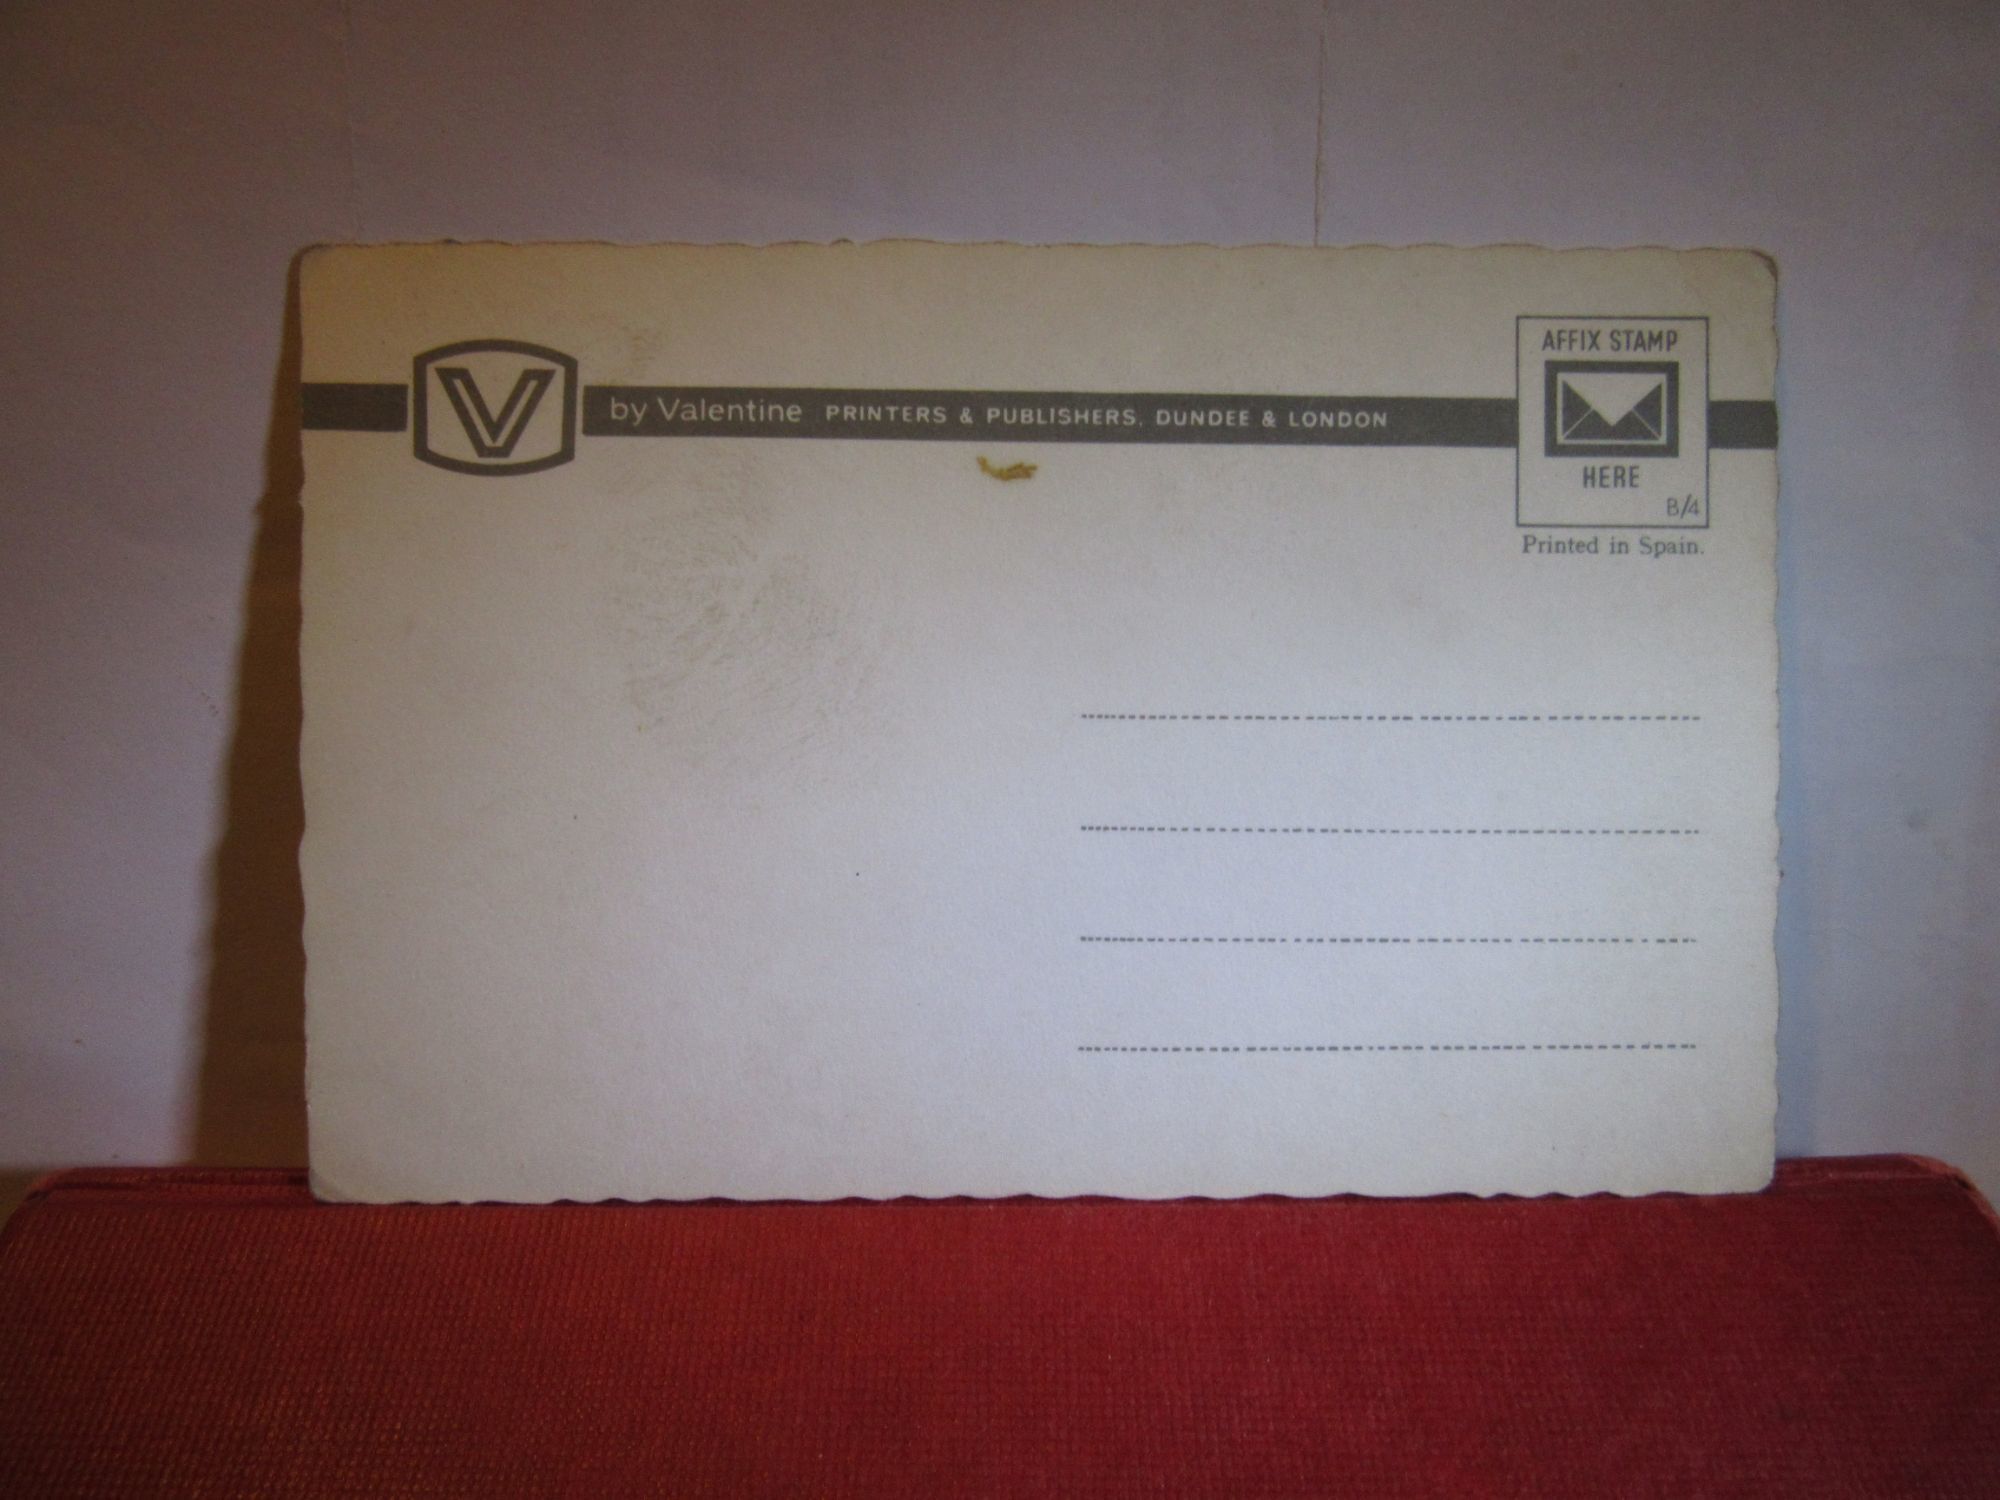 V
by Valentine PRINTERS & PUBLISHERS, DUNDEE & LONDON
AFFIX STAMP
HERE
B/4
Printed in Spain.